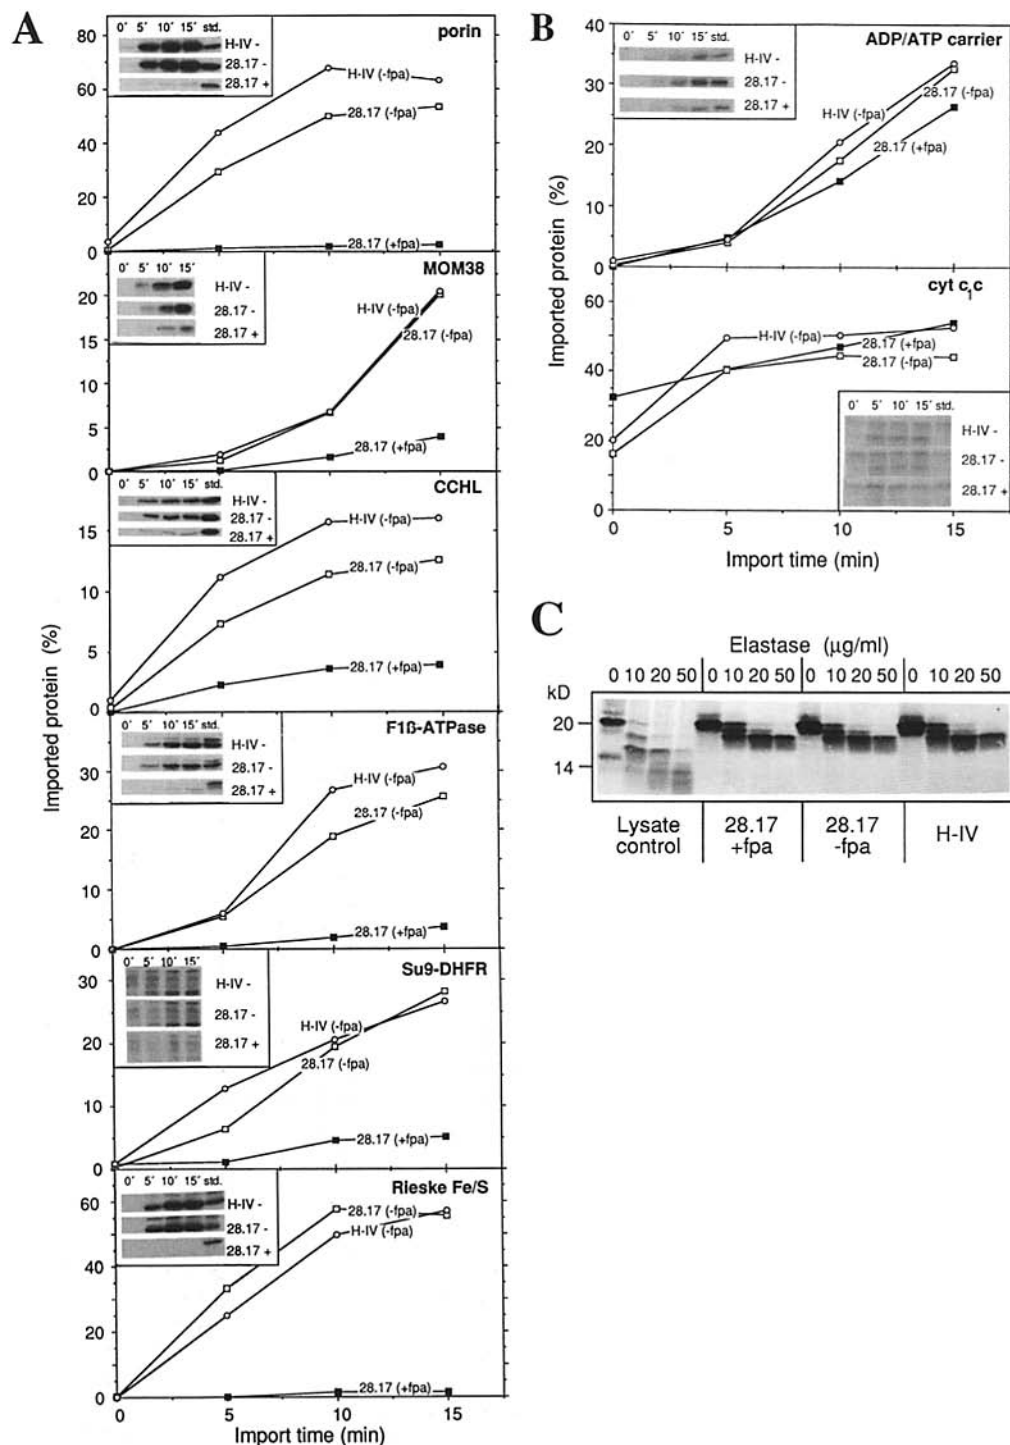 A
0´ 5´ 10´ 15´ std.
H-IV -
28.17 -
28.17 +
porin
80
60
40
20
0
H-IV (-fpa)
28.17 (-fpa)
28.17 (+fpa)
0´ 5´ 10´ 15´
H-IV -
28.17 -
28.17 +
MOM38
20
15
10
5
0
H-IV (-fpa)
28.17 (-fpa)
28.17 (+fpa)
0´ 5´ 10´ 15´ std.
H-IV -
28.17 -
28.17 +
CCHL
15
10
5
0
H-IV (-fpa)
28.17 (-fpa)
28.17 (+fpa)
Imported protein (%)
0´ 5´ 10´ 15´ std.
H-IV -
28.17 -
28.17 +
F1ß-ATPase
30
20
10
0
H-IV (-fpa)
28.17 (-fpa)
28.17 (+fpa)
0´ 5´ 10´ 15´
H-IV -
28.17 -
28.17 +
Su9-DHFR
30
20
10
0
H-IV (-fpa)
28.17 (-fpa)
28.17 (+fpa)
0´ 5´ 10´ 15´ std.
H-IV -
28.17 -
28.17 +
Rieske Fe/S
60
40
20
0
28.17 (-fpa)
H-IV (-fpa)
28.17 (+fpa)
0 5 10 15
Import time (min)
B
0´ 5´ 10´ 15´ std.
H-IV -
28.17 -
28.17 +
ADP/ATP carrier
40
30
20
10
0
H-IV (-fpa)
28.17 (-fpa)
28.17 (+fpa)
Imported protein (%)
cyt c1c
60
40
20
0
H-IV (-fpa)
28.17 (+fpa)
28.17 (-fpa)
0´ 5´ 10´ 15´ std.
H-IV -
28.17 -
28.17 +
0 5 10 15
Import time (min)
C
Elastase (µg/ml)
0 10 20 50 0 10 20 50 0 10 20 50 0 10 20 50
kD
20
14
Lysate control
28.17 +fpa
28.17 -fpa
H-IV